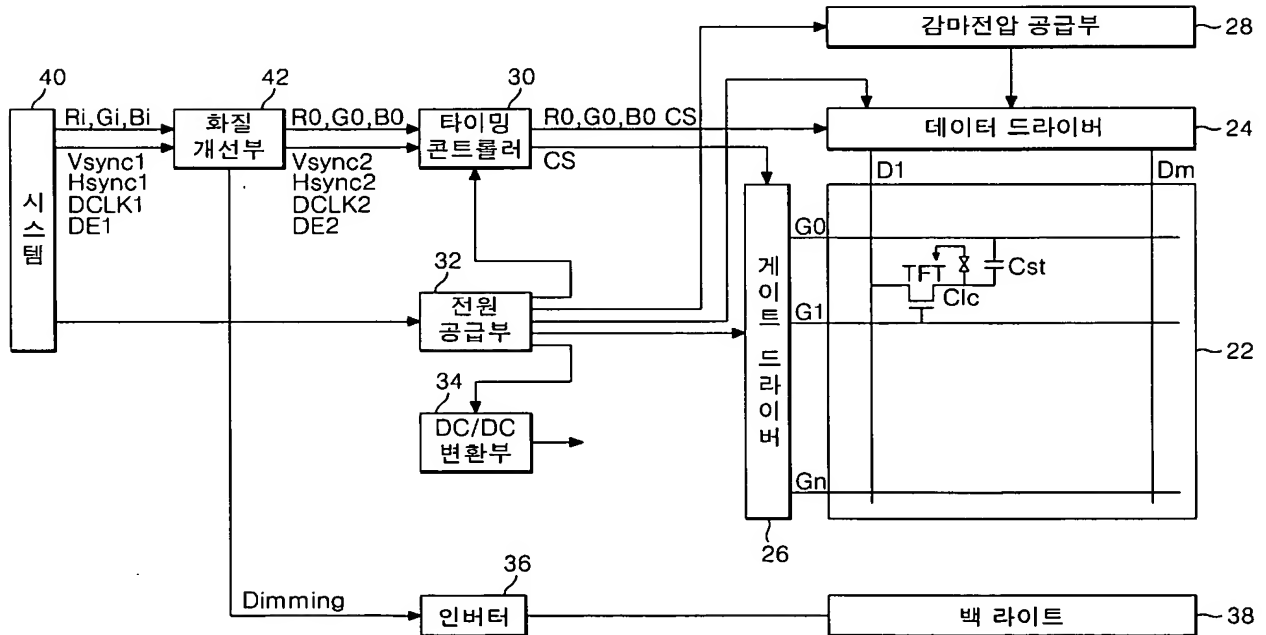 감마전압 공급부
28
40
42
30
Ri,Gi,Bi
화질
개선부
R0,G0,B0
타이밍
콘트롤러
R0,G0,B0 CS
데이터 드라이버
24
Vsync1
Hsync1
DCLK1
DE1
Vsync2
Hsync2
DCLK2
DE2
CS
D1
Dm
시스템
G0
TFT
Clc
Cst
32
전원
공급부
게이트 드라이버
G1
22
34
DC/DC
변환부
Gn
26
36
Dimming
인버터
백 라이트
38